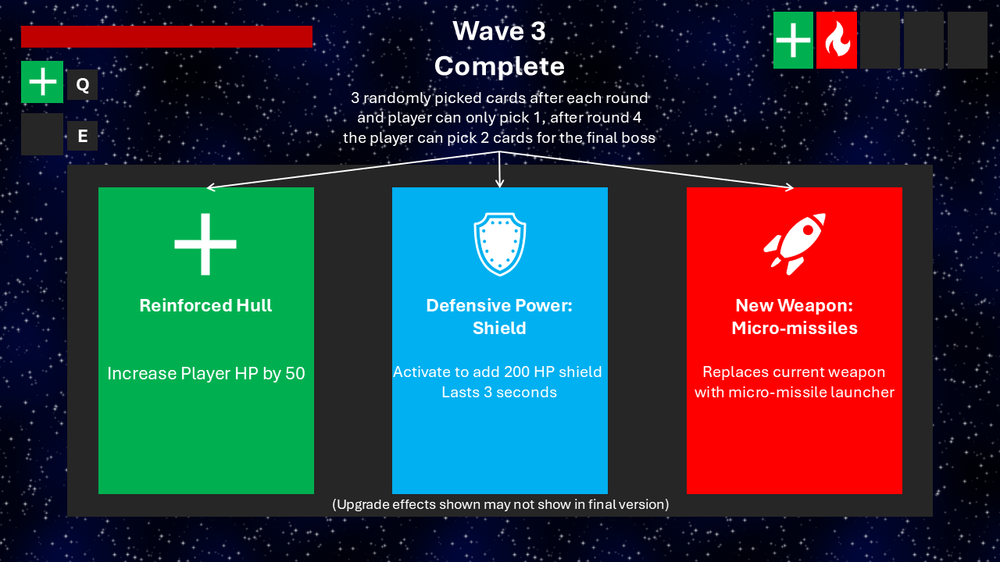 Wave 3
Complete
3 randomly picked cards after each round
and player can only pick 1, after round 4
the player can pick 2 cards for the final boss
Q
E
Reinforced Hull
Increase Player HP by 50
Defensive Power:
Shield
Activate to add 200 HP shield
Lasts 3 seconds
New Weapon:
Micro-missiles
Replaces current weapon
with micro-missile launcher
(Upgrade effects shown may not show in final version)